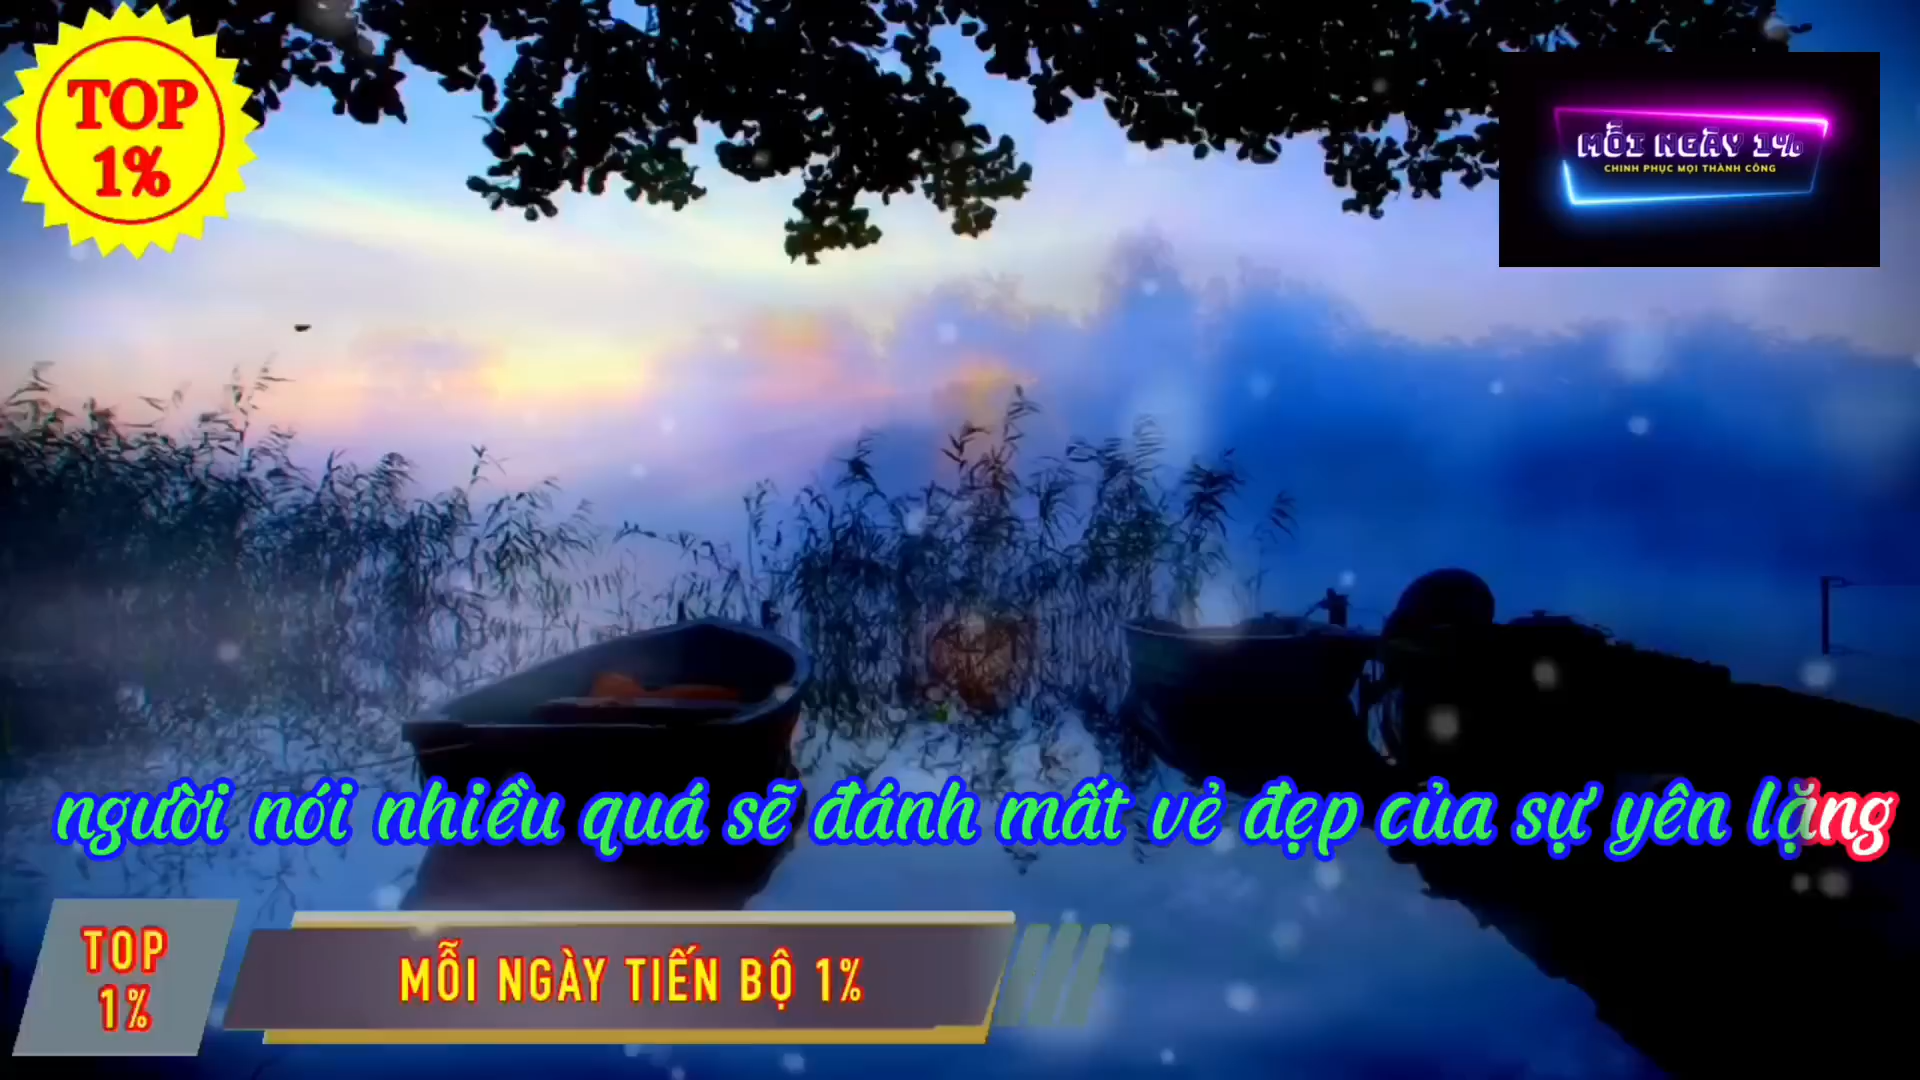 TOP
1%
MỖI NGÀY 1%
CHINH PHỤC MỌI THÀNH CÔNG
người nói nhiều quá sẽ đánh mất vẻ đẹp của sự yên lặng
TOP
1%
MỖI NGÀY TIẾN BỘ 1%